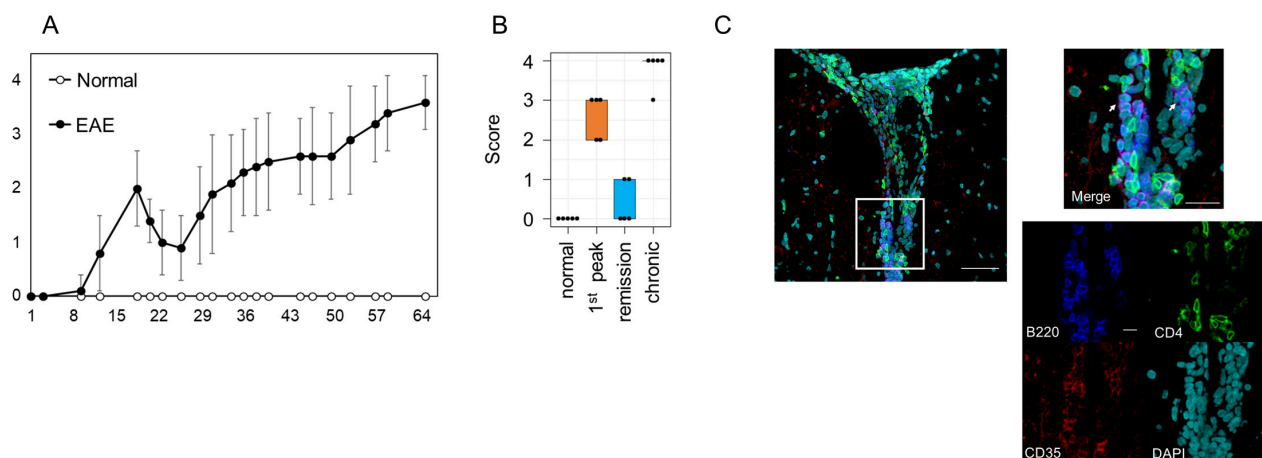 A
B
C
4
3
2
1
0
Normal
EAE
1 8 15 22 29 36 43 50 57 64
Score
4
3
2
1
0
normal
1st peak
remission
chronic
Merge
B220
CD4
CD35
DAPI